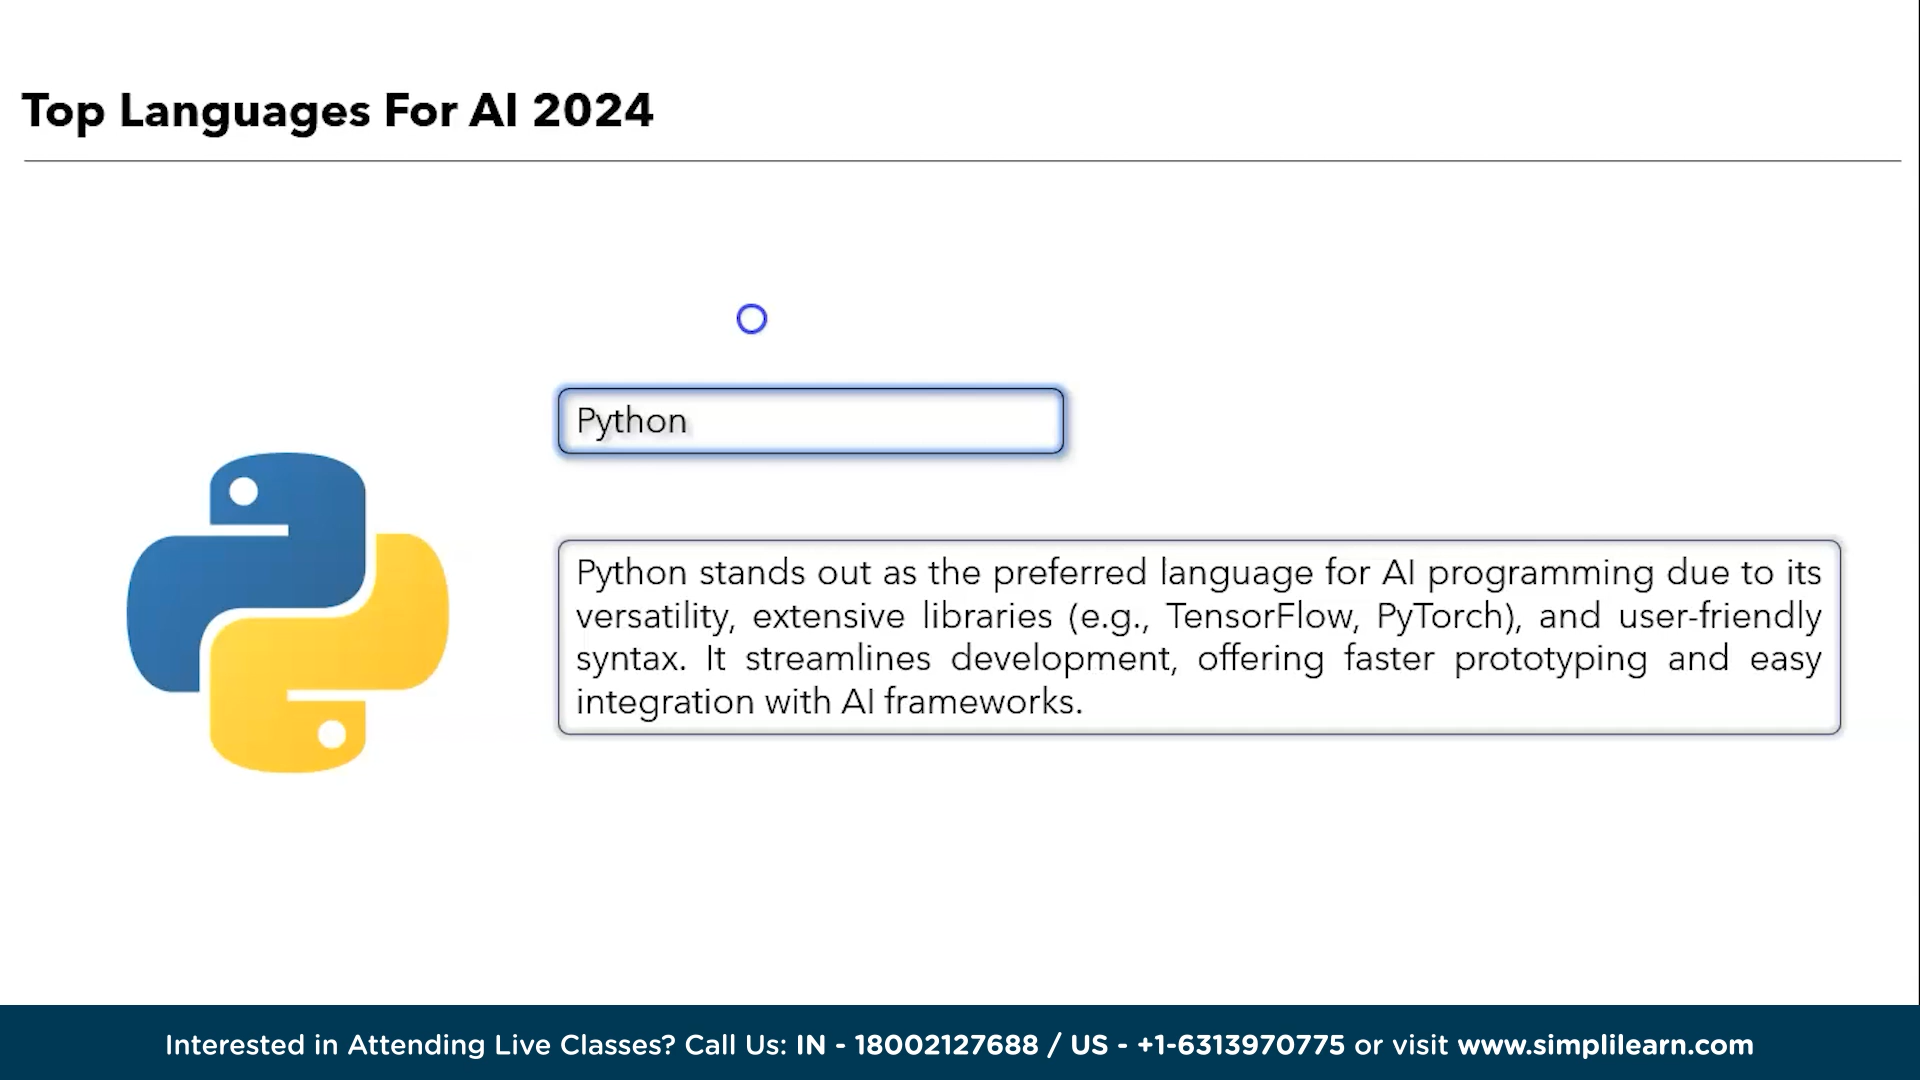 Top Languages For AI 2024
Python
Python stands out as the preferred language for AI programming due to its
versatility, extensive libraries (e.g., TensorFlow, PyTorch), and user-friendly
syntax. It streamlines development, offering faster prototyping and easy
integration with AI frameworks.
Interested in Attending Live Classes? Call Us: IN - 18002127688 / US - +1-6313970775 or visit www.simplilearn.com